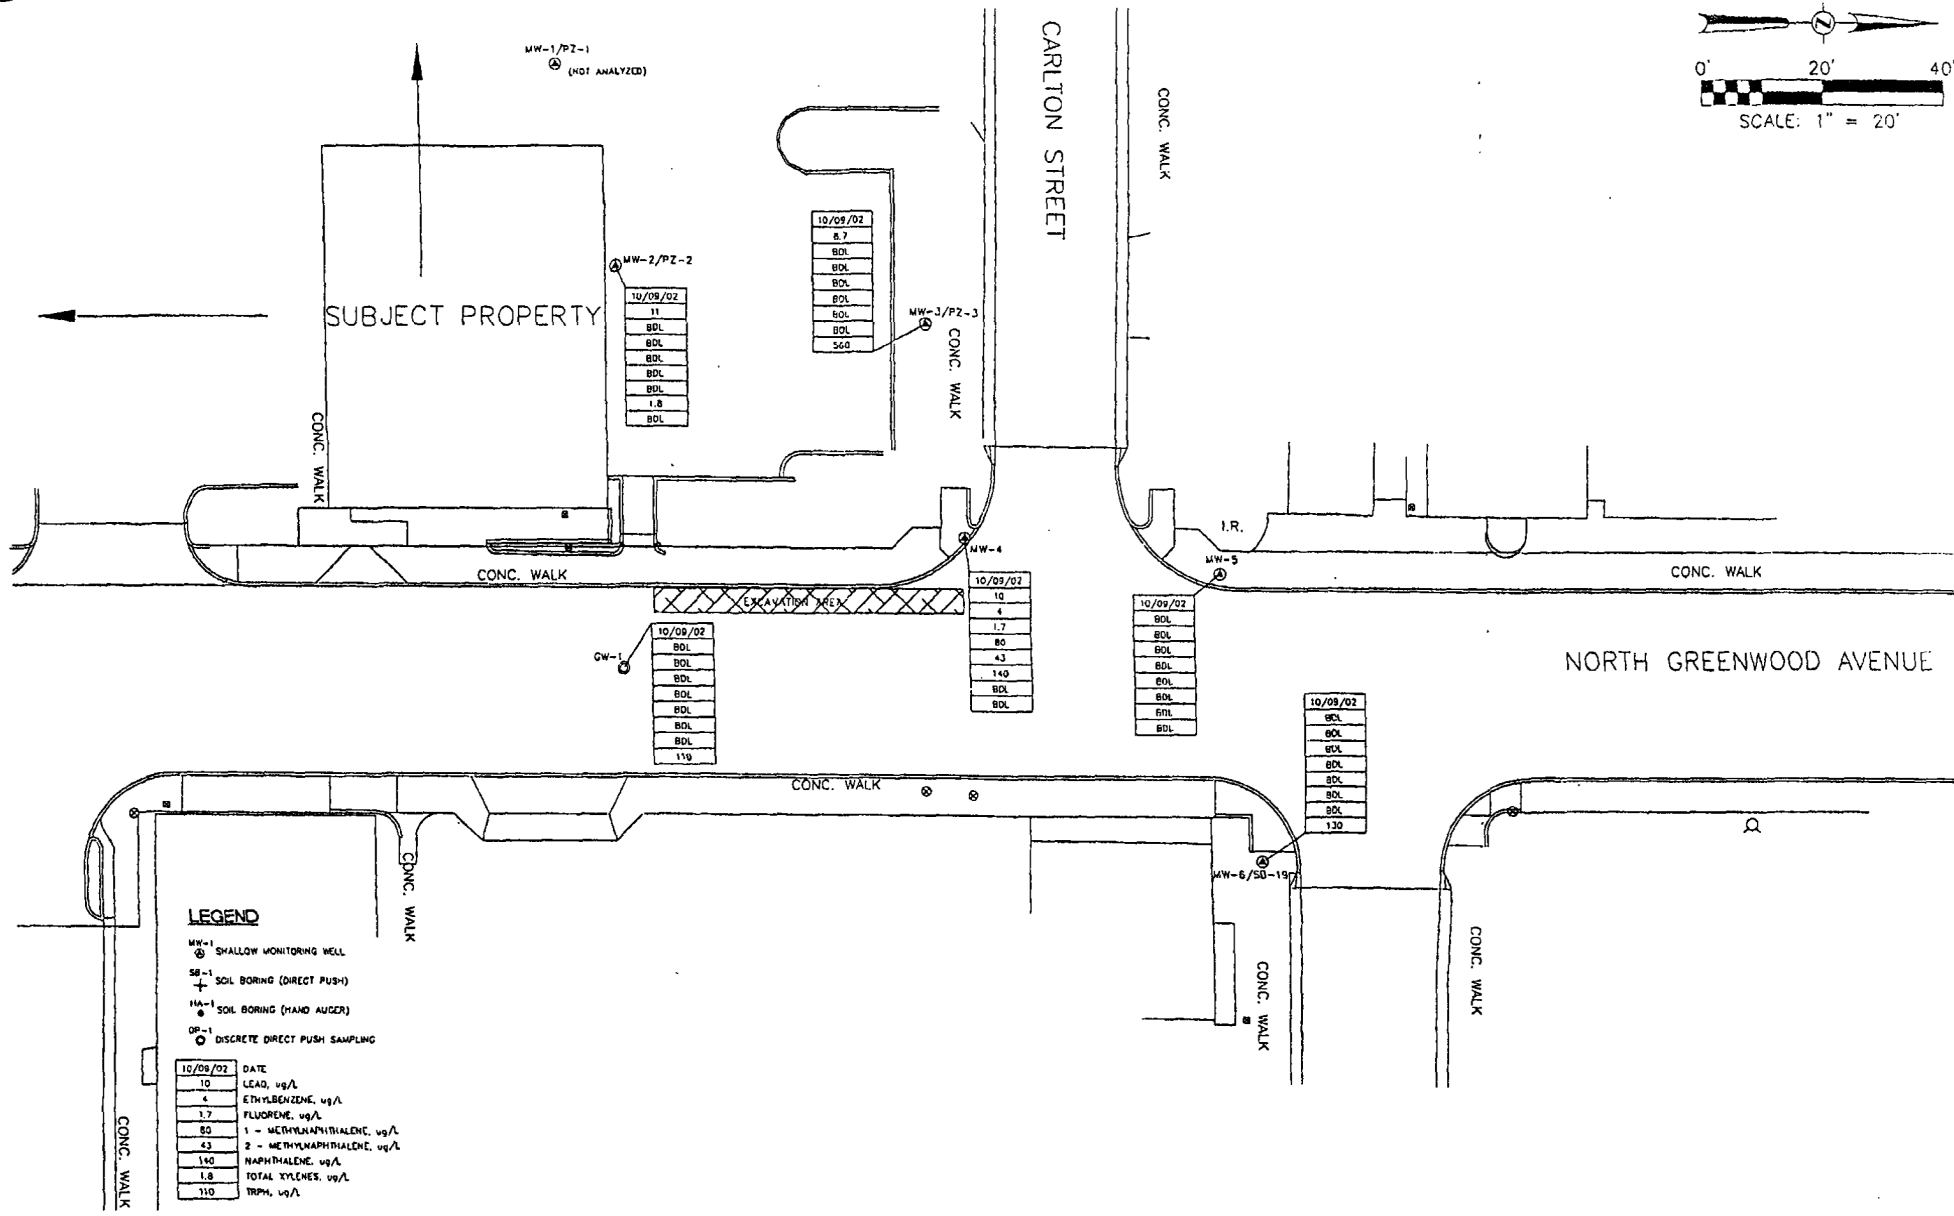 MW-1/PZ-1
(NOT ANALYZED)
CARLTON STREET
CONC. WALK
Z
0' 20' 40'
SCALE: 1" = 20'
SUBJECT PROPERTY
MW-2/PZ-2
10/09/02
11
BDL
BDL
BDL
BDL
BDL
1.8
BDL
10/09/02
8.7
BDL
BDL
BDL
BDL
BDL
BDL
560
MW-3/PZ-3
CONC. WALK
CONC. WALK
CONC. WALK
EXCAVATION AREA
MW-4
10/09/02
10
4
1.7
80
43
140
BDL
BDL
I.R.
MW-5
10/09/02
BDL
BDL
BDL
BDL
BDL
BDL
BDL
BDL
CONC. WALK
NORTH GREENWOOD AVENUE
GW-1
10/09/02
BDL
BDL
BDL
BDL
BDL
BDL
BDL
110
10/09/02
BDL
BDL
BDL
BDL
BDL
BDL
BDL
130
MW-6/SB-19
CONC. WALK
CONC. WALK
CONC. WALK
CONC. WALK
CONC. WALK
LEGEND
MW-1
SHALLOW MONITORING WELL
SB-1
SOIL BORING (DIRECT PUSH)
HA-1
SOIL BORING (HAND AUGER)
DP-1
DISCRETE DIRECT PUSH SAMPLING
10/09/02 DATE
10 LEAD, ug/L
4 ETHYLBENZENE, ug/L
1.7 FLUORENE, ug/L
80 1 - METHYLNAPHTHALENE, ug/L
43 2 - METHYLNAPHTHALENE, ug/L
140 NAPHTHALENE, ug/L
1.8 TOTAL XYLENES, ug/L
110 TRPH, ug/L